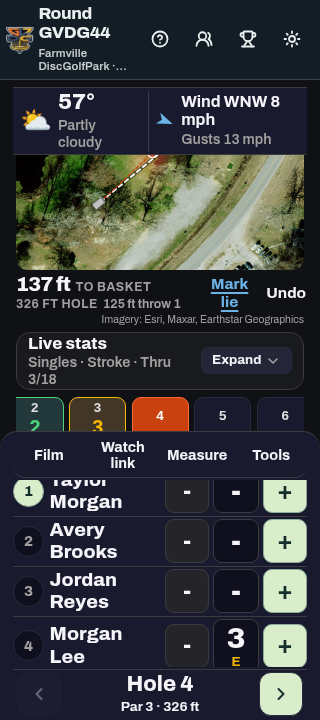 Round
GVDG44
Farmville
DiscGolfPark ·...
57°
Partly
cloudy
Wind WNW 8
mph
Gusts 13 mph
137 ft TO BASKET
326 FT HOLE 125 ft throw 1
Mark
lie
Undo
Imagery: Esri, Maxar, Earthstar Geographics
Live stats
Singles · Stroke · Thru
3/18
Expand
2 3 4 5 6
2 3
Film
Watch
link
Measure
Tools
1
Taylor
Morgan
- - +
2
Avery
Brooks
- - +
3
Jordan
Reyes
- - +
4
Morgan
Lee
- 3 +
E
Hole 4
Par 3 · 326 ft